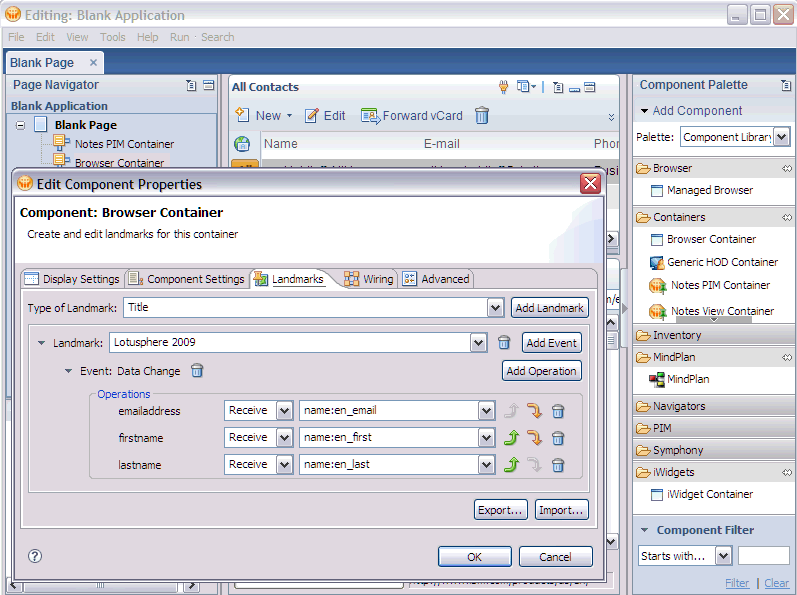 Editing: Blank Application
File Edit View Tools Help Run Search
Blank Page
Page Navigator
Blank Application
Blank Page
Notes PIM Container
Browser Container
All Contacts
New Edit Forward vCard
Name E-mail Phon
Component Palette
Add Component
Palette: Component Library
Browser
Managed Browser
Containers
Browser Container
Generic HOD Container
Notes PIM Container
Notes View Container
Inventory
MindPlan
MindPlan
Navigators
PIM
Symphony
iWidgets
iWidget Container
Component Filter
Starts with...
Filter | Clear
Edit Component Properties
Component: Browser Container
Create and edit landmarks for this container
Display Settings Component Settings Landmarks Wiring Advanced
Type of Landmark: Title Add Landmark
Landmark: Lotusphere 2009 Add Event
Event: Data Change Add Operation
Operations
emailaddress Receive name:en_email
firstname Receive name:en_first
lastname Receive name:en_last
Export... Import...
? OK Cancel